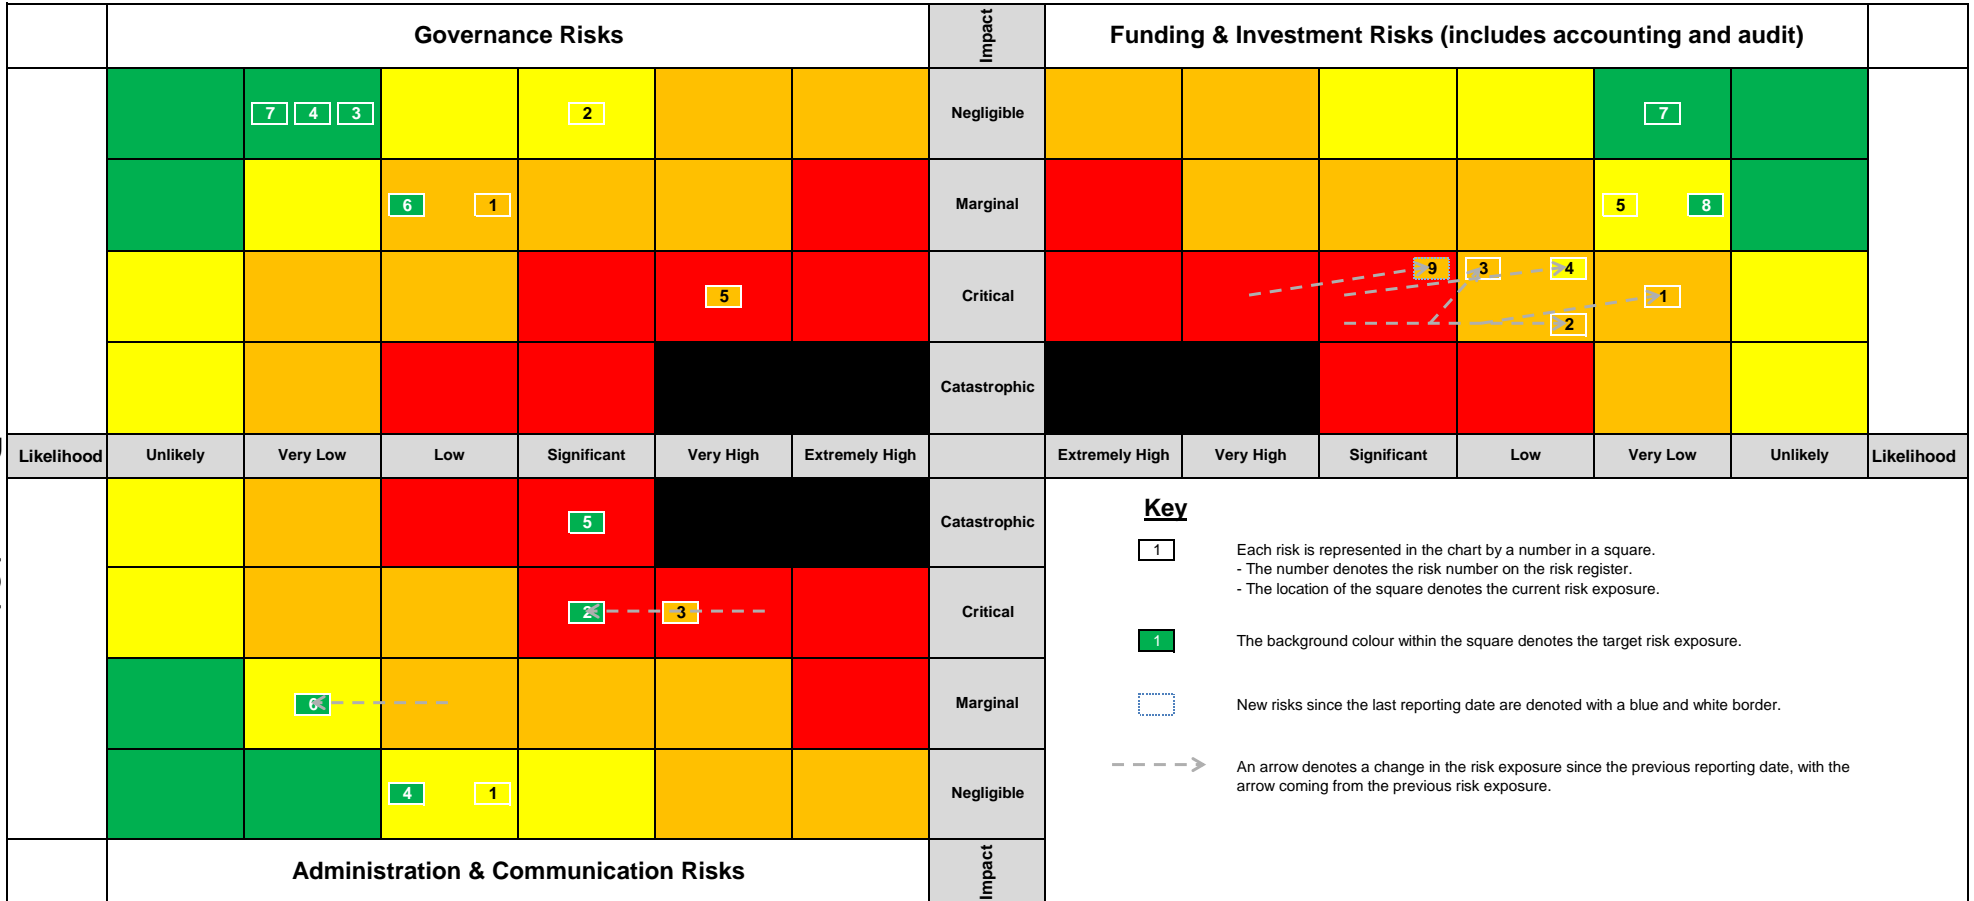 Governance Risks
Impact
Funding & Investment Risks (includes accounting and audit)
7 4 3
2
Negligible
7
6
1
Marginal
5
8
5
Critical
9
3
4
1
2
Catastrophic
Likelihood
Unlikely
Very Low
Low
Significant
Very High
Extremely High
Extremely High
Very High
Significant
Low
Very Low
Unlikely
Likelihood
5
Catastrophic
2
3
Critical
6
Marginal
4
1
Negligible
Administration & Communication Risks
Impact
Key
1
Each risk is represented in the chart by a number in a square.
- The number denotes the risk number on the risk register.
- The location of the square denotes the current risk exposure.
1
The background colour within the square denotes the target risk exposure.
New risks since the last reporting date are denoted with a blue and white border.
An arrow denotes a change in the risk exposure since the previous reporting date, with the
arrow coming from the previous risk exposure.